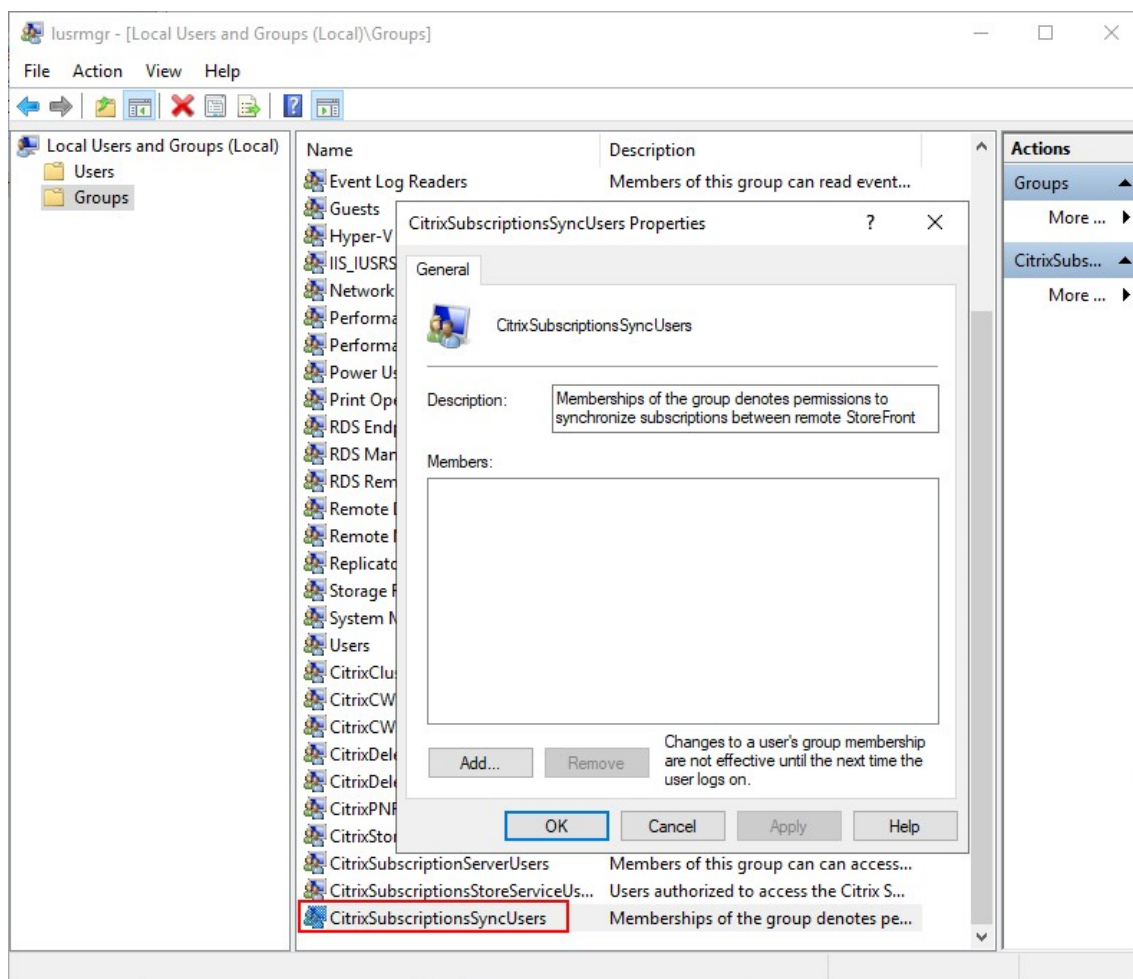 lusrmgr - [Local Users and Groups (Local)\Groups]
File Action View Help
Local Users and Groups (Local)
Users
Groups
Name Description
Event Log Readers Members of this group can read event...
Guests
Hyper-V
IIS_IUSRS
Network
Performa
Performa
Power Us
Print Ope
RDS Endp
RDS Man
RDS Rem
Remote
Remote
Replicato
Storage
System
Users
CitrixClu
CitrixCW
CitrixCW
CitrixDele
CitrixDele
CitrixPNA
CitrixStor
CitrixSubscriptionServerUsers Members of this group can can access...
CitrixSubscriptionsStoreServiceUs... Users authorized to access the Citrix S...
CitrixSubscriptionsSyncUsers Memberships of the group denotes pe...
CitrixSubscriptionsSyncUsers Properties
?
General
CitrixSubscriptionsSyncUsers
Description: Memberships of the group denotes permissions to
synchronize subscriptions between remote StoreFront
Members:
Add... Remove
Changes to a user's group membership
are not effective until the next time the
user logs on.
OK Cancel Apply Help
Actions
Groups
More ...
CitrixSubs...
More ...